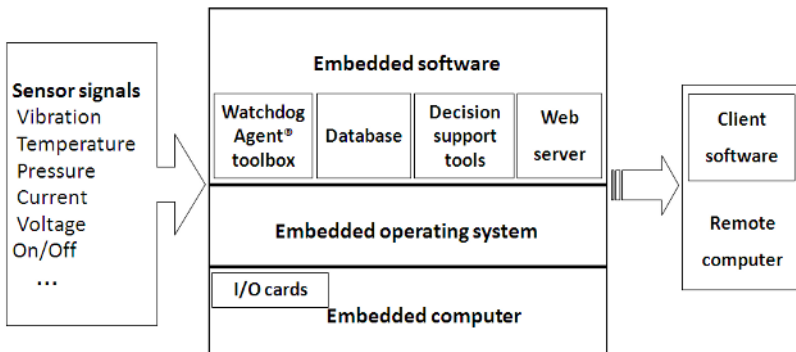 Sensor signals
Vibration
Temperature
Pressure
Current
Voltage
On/Off
...
Embedded software
Watchdog
Agent®
toolbox
Database
Decision
support
tools
Web
server
Embedded operating system
I/O cards
Embedded computer
Client
software
Remote
computer